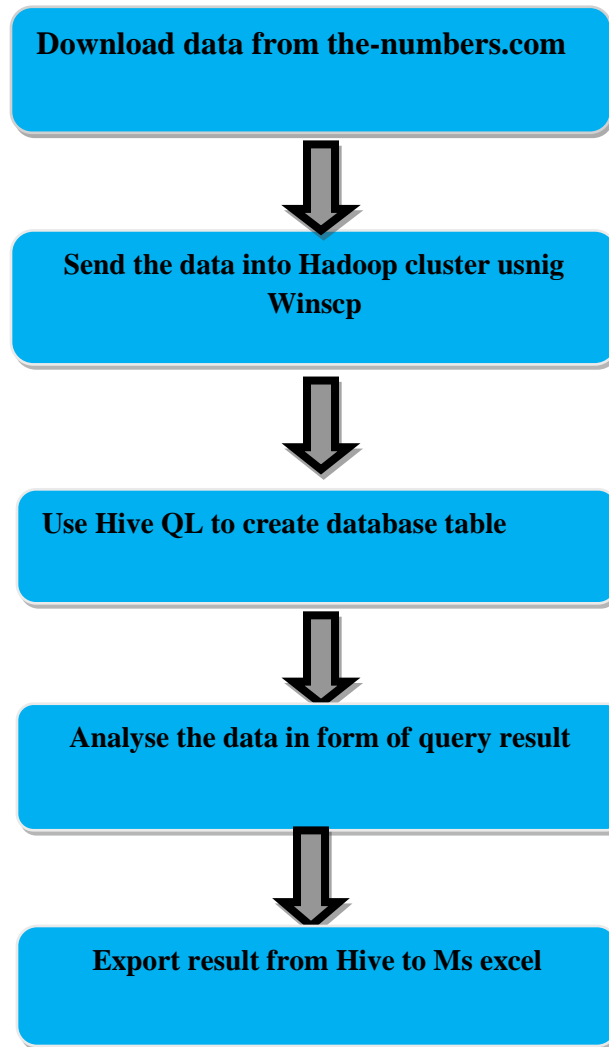 Download data from the-numbers.com
Send the data into Hadoop cluster usnig
Winscp
Use Hive QL to create database table
Analyse the data in form of query result
Export result from Hive to Ms excel